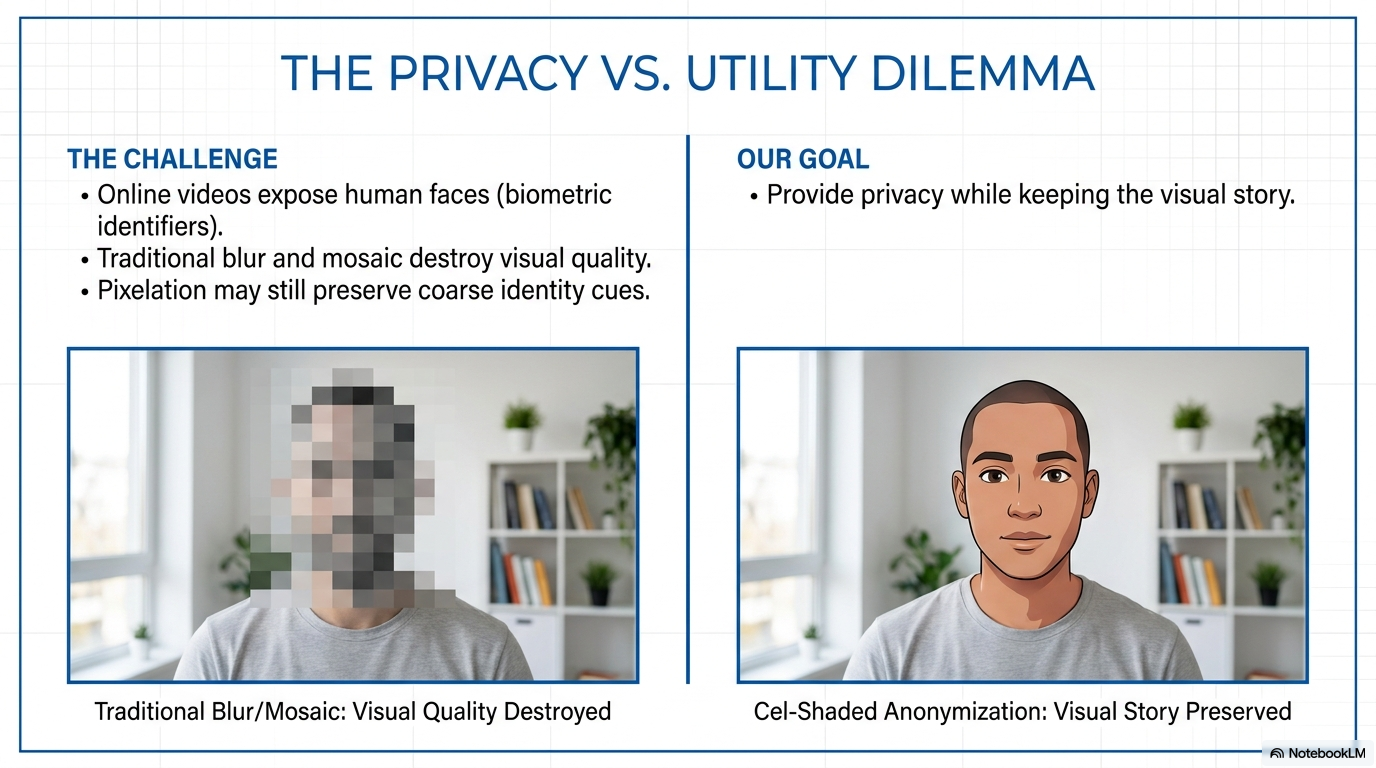 THE PRIVACY VS. UTILITY DILEMMA
THE CHALLENGE
• Online videos expose human faces (biometric
identifiers).
• Traditional blur and mosaic destroy visual quality.
• Pixelation may still preserve coarse identity cues.
Traditional Blur/Mosaic: Visual Quality Destroyed
OUR GOAL
• Provide privacy while keeping the visual story.
Cel-Shaded Anonymization: Visual Story Preserved
NotebookLM